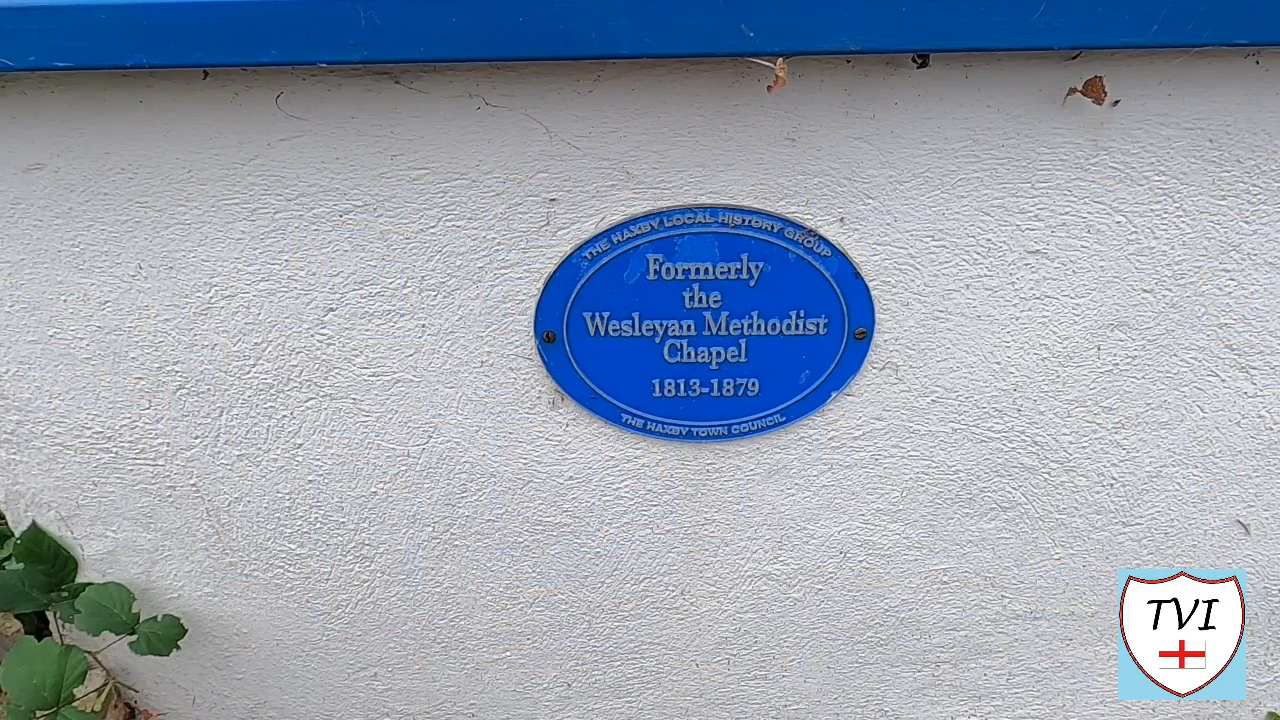 THE HAXBY LOCAL HISTORY GROUP
Formerly
the
Wesleyan Methodist
Chapel
1813-1879
THE HAXBY TOWN COUNCIL
TVI